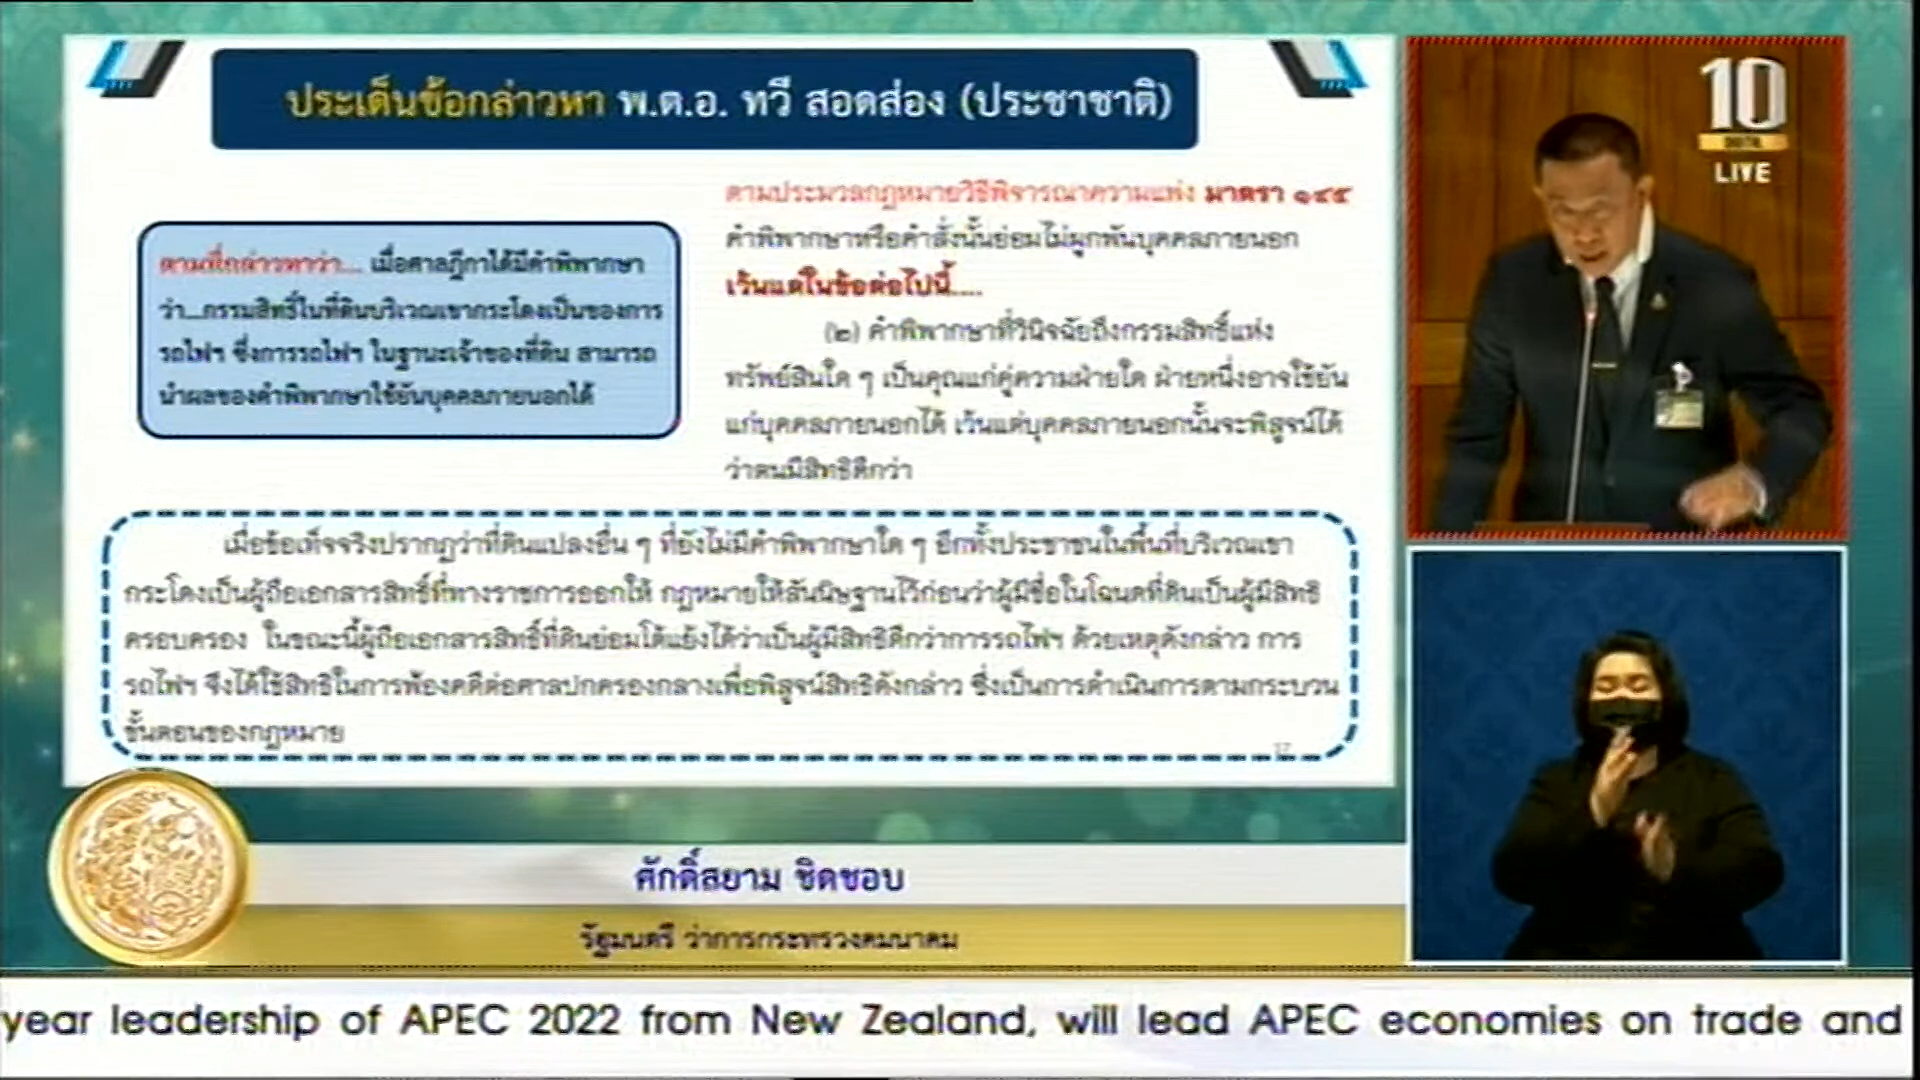 ประเด็นข้อกล่าวหา พ.ต.อ. ทวี สอดส่อง (ประชาชาติ)
ตามที่กล่าวหาว่า... เมื่อศาลฎีกาได้มีคำพิพากษา
ว่า...กรรมสิทธิ์ในที่ดินบริเวณเขากระโดงเป็นของการ
รถไฟฯ ซึ่งการรถไฟฯ ในฐานะเจ้าของที่ดิน สามารถ
นำผลของคำพิพากษาใช้ยันบุคคลภายนอกได้
ตามประมวลกฎหมายวิธีพิจารณาความแพ่ง มาตรา ๑๔๕
คำพิพากษาหรือคำสั่งนั้นย่อมไม่ผูกพันบุคคลภายนอก
เว้นแต่ในข้อต่อไปนี้....
(๒) คำพิพากษาที่วินิจฉัยถึงกรรมสิทธิ์แห่ง
ทรัพย์สินใด ๆ เป็นคุณแก่คู่ความฝ่ายใด ฝ่ายหนึ่งอาจใช้ยัน
แก่บุคคลภายนอกได้ เว้นแต่บุคคลภายนอกนั้นจะพิสูจน์ได้
ว่าตนมีสิทธิดีกว่า
เมื่อข้อเท็จจริงปรากฏว่าที่ดินแปลงอื่น ๆ ที่ยังไม่มีคำพิพากษาใด ๆ อีกทั้งประชาชนในพื้นที่บริเวณเขา
กระโดงเป็นผู้ถือเอกสารสิทธิ์ที่ทางราชการออกให้ กฎหมายให้สันนิษฐานไว้ก่อนว่าผู้มีชื่อในโฉนดที่ดินเป็นผู้มีสิทธิ
ครอบครอง ในขณะนี้ผู้ถือเอกสารสิทธิ์ที่ดินย่อมโต้แย้งได้ว่าเป็นผู้มีสิทธิดีกว่าการรถไฟฯ ด้วยเหตุดังกล่าว การ
รถไฟฯ จึงได้ใช้สิทธิในการฟ้องคดีต่อศาลปกครองกลางเพื่อพิสูจน์สิทธิดังกล่าว ซึ่งเป็นการดำเนินการตามกระบวน
ขั้นตอนของกฎหมาย
10
LIVE
ศักดิ์สยาม ชิดชอบ
รัฐมนตรี ว่าการกระทรวงคมนาคม
year leadership of APEC 2022 from New Zealand, will lead APEC economies on trade and